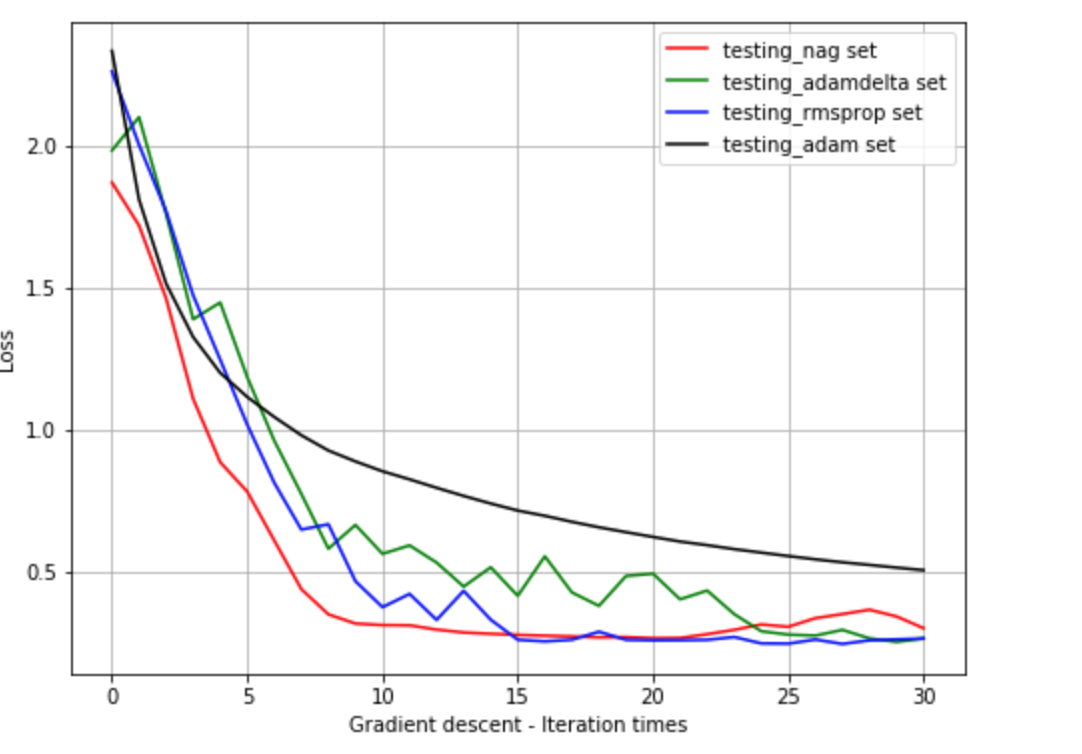 testing_nag set
testing_adamdelta set
testing_rmsprop set
testing_adam set
2.0
1.5
1.0
0.5
Loss
0 5 10 15 20 25 30
Gradient descent - Iteration times